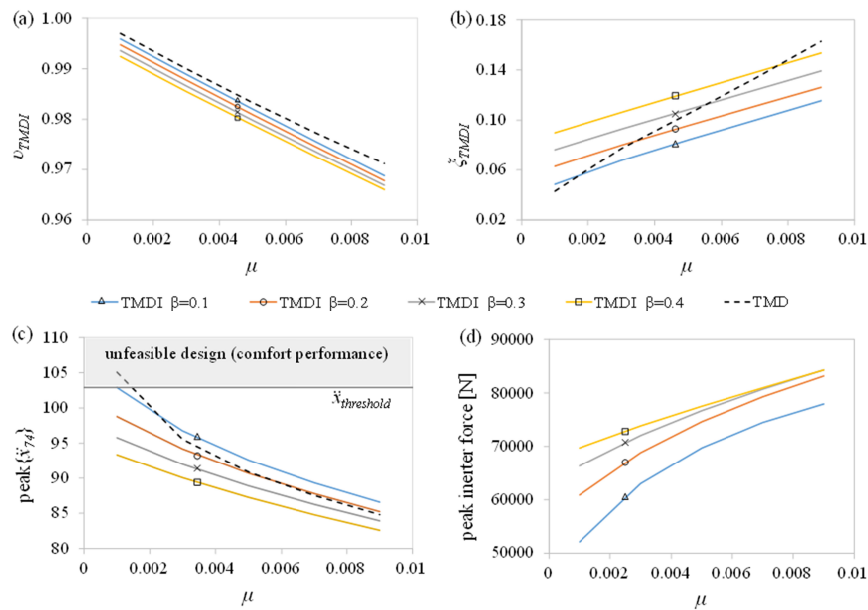 (a)
(b)
1.00
0.99
0.98
0.97
0.96
υTMDI
0
0.002
0.004
0.006
0.008
0.01
μ
0.18
0.14
0.10
0.06
0.02
ξTMDI
0
0.002
0.004
0.006
0.008
0.01
μ
TMDI β=0.1
TMDI β=0.2
TMDI β=0.3
TMDI β=0.4
TMD
(c)
110
105
100
95
90
85
80
peak{ẍ74}
unfeasible design (comfort performance)
ẍthreshold
0
0.002
0.004
0.006
0.008
0.01
μ
(d)
90000
80000
70000
60000
50000
peak inerter force [N]
0
0.002
0.004
0.006
0.008
0.01
μ